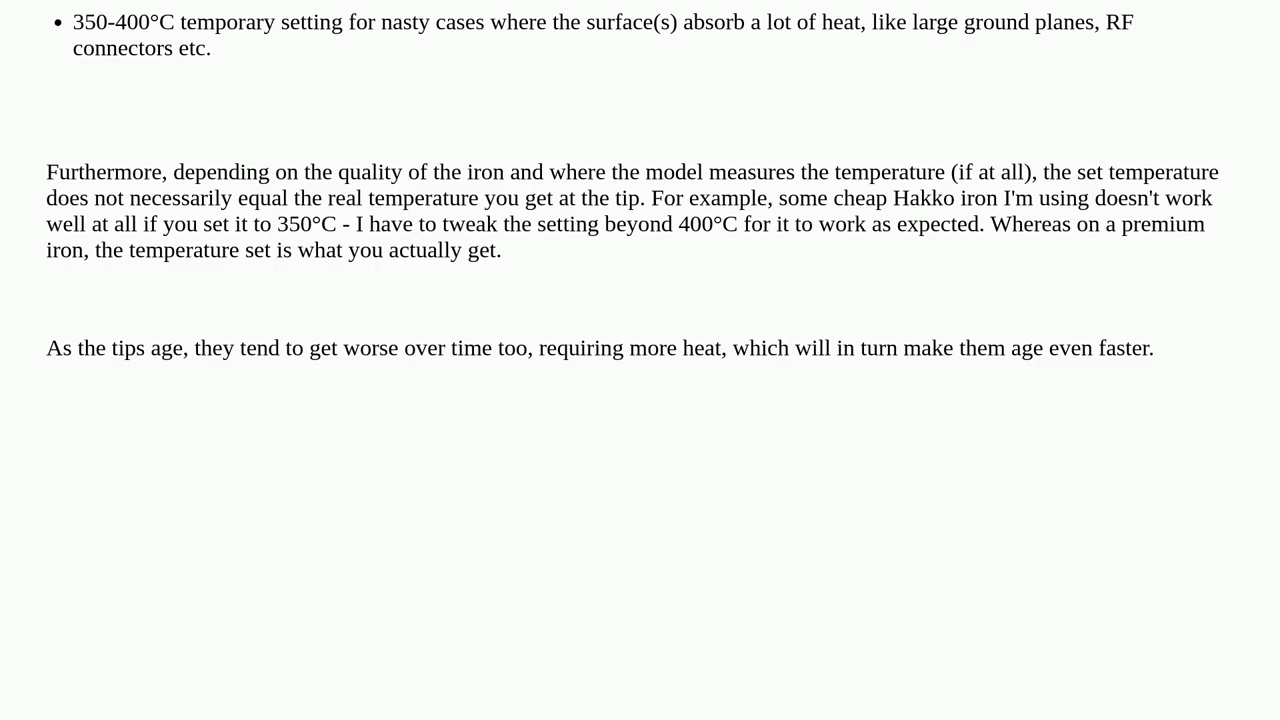 • 350-400°C temporary setting for nasty cases where the surface(s) absorb a lot of heat, like large ground planes, RF
connectors etc.
Furthermore, depending on the quality of the iron and where the model measures the temperature (if at all), the set temperature
does not necessarily equal the real temperature you get at the tip. For example, some cheap Hakko iron I'm using doesn't work
well at all if you set it to 350°C - I have to tweak the setting beyond 400°C for it to work as expected. Whereas on a premium
iron, the temperature set is what you actually get.
As the tips age, they tend to get worse over time too, requiring more heat, which will in turn make them age even faster.